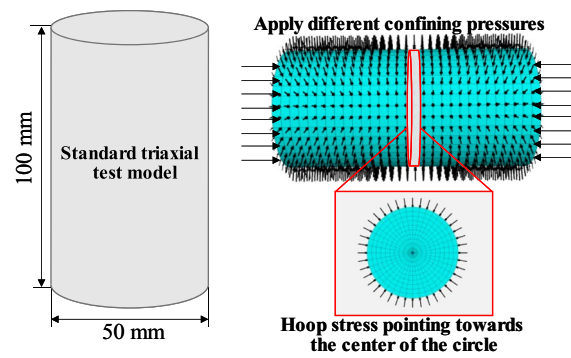 Apply different confining pressures
100 mm
Standard triaxial
test model
50 mm
Hoop stress pointing towards
the center of the circle